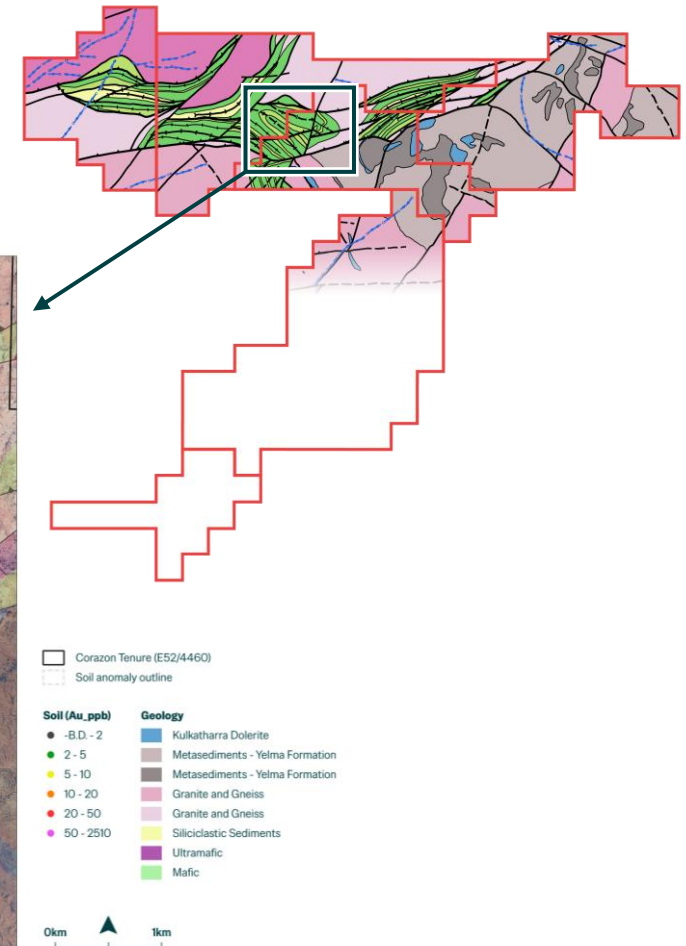 Corazon Tenure (E52/4460)
Soil anomaly outline
Soil (Au_ppb)
-B.D. - 2
2 - 5
5 - 10
10 - 20
20 - 50
50 - 2510
Geology
Kulkatharra Dolerite
Metasediments - Yelma Formation
Metasediments - Yelma Formation
Granite and Gneiss
Granite and Gneiss
Siliciclastic Sediments
Ultramafic
Mafic
0km 1km